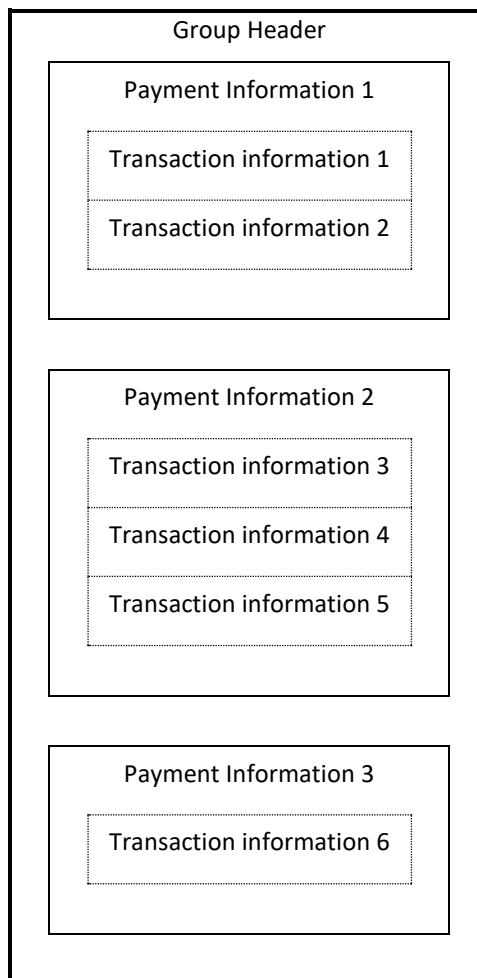 Group Header
Payment Information 1
Transaction information 1
Transaction information 2
Payment Information 2
Transaction information 3
Transaction information 4
Transaction information 5
Payment Information 3
Transaction information 6